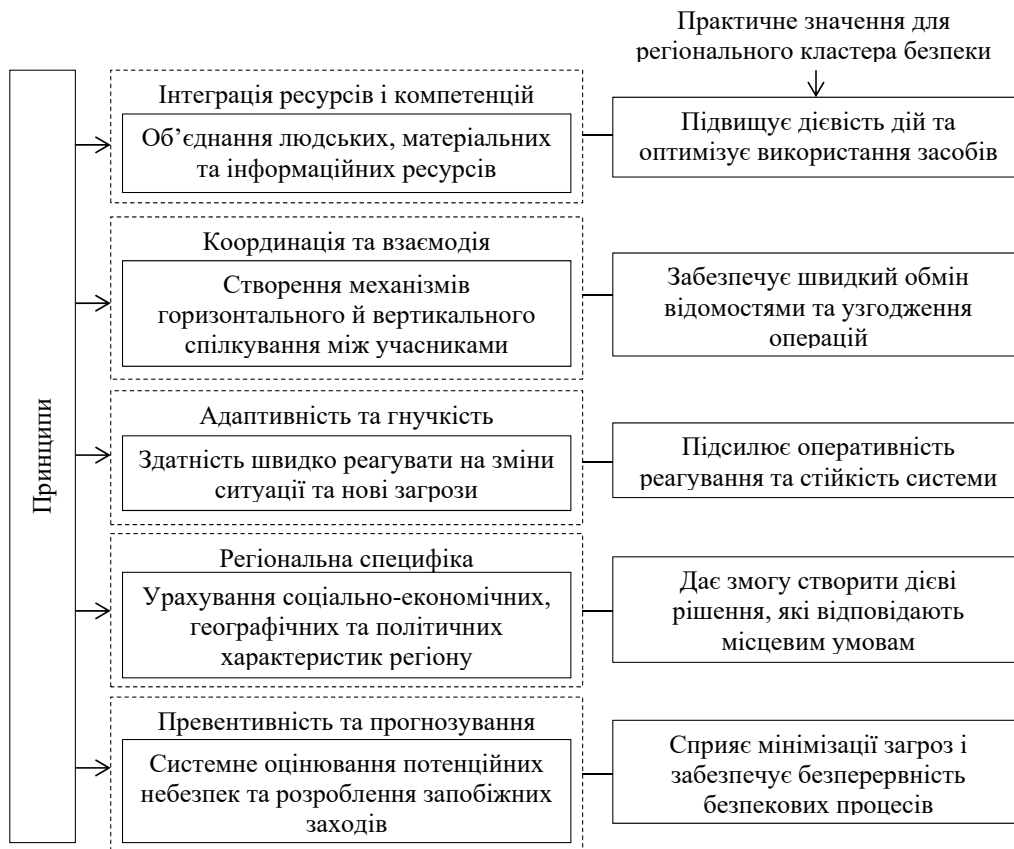 Практичне значення для
регіонального кластера безпеки
Принципи
Інтеграція ресурсів і компетенцій
Об’єднання людських, матеріальних
та інформаційних ресурсів
Підвищує дієвість дій та
оптимізує використання засобів
Координація та взаємодія
Створення механізмів
горизонтального й вертикального
спілкування між учасниками
Забезпечує швидкий обмін
відомостями та узгодження
операцій
Адаптивність та гнучкість
Здатність швидко реагувати на зміни
ситуації та нові загрози
Підсилює оперативність
реагування та стійкість системи
Регіональна специфіка
Урахування соціально-економічних,
географічних та політичних
характеристик регіону
Дає змогу створити дієві
рішення, які відповідають
місцевим умовам
Превентивність та прогнозування
Системне оцінювання потенційних
небезпек та розроблення запобіжних
заходів
Сприяє мінімізації загроз і
забезпечує безперервність
безпекових процесів